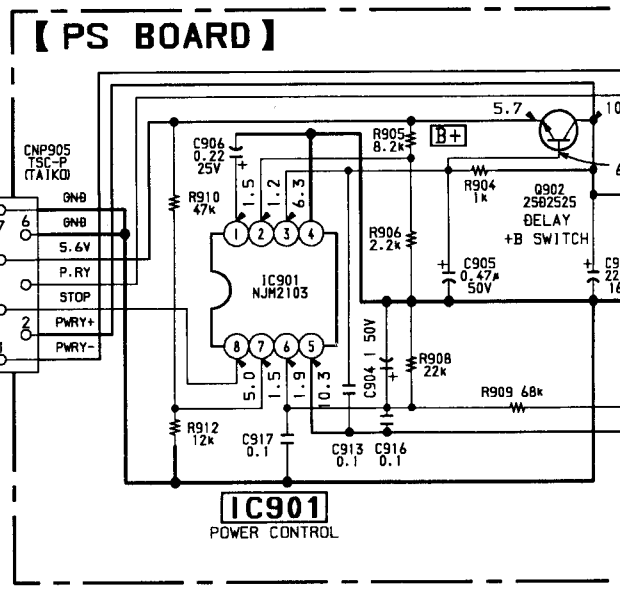 【 PS BOARD 】
5.7
10
CNP905
TSC-P
(TAIKO)
C906
0.22
25V
+
R905
8.2k
B+
6
GND
7
6
GND
5.6V
P.RY
STOP
2
PWRY+
PWRY-
R910
47k
1.5
1.2
6.3
R904
1k
Q902
2SD2525
DELAY
+B SWITCH
1
2
3
4
R906
2.2k
IC901
NJM2103
+
C905
0.47μ
50V
+
C9
22
16
8
7
6
5
5.0
1.5
1.9
10.3
C904 1 50V
+
R908
22k
R909 68k
R912
12k
C917
0.1
C913
0.1
C916
0.1
IC901
POWER CONTROL